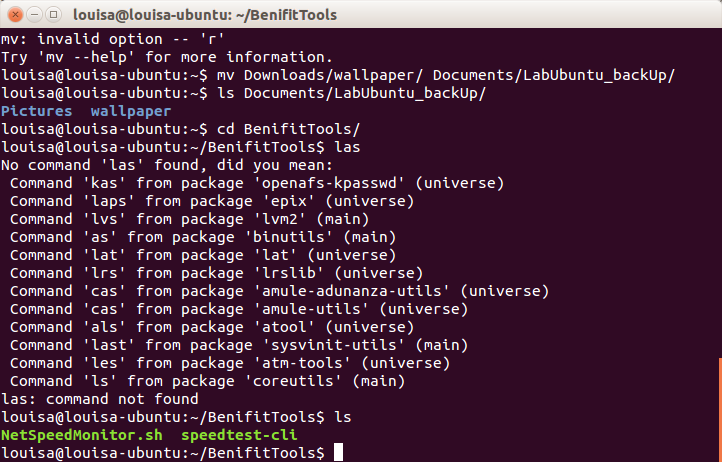 louisa@louisa-ubuntu: ~/BenifitTools
mv: invalid option -- 'r'
Try 'mv --help' for more information.
louisa@louisa-ubuntu:~$ mv Downloads/wallpaper/ Documents/LabUbuntu_backUp/
louisa@louisa-ubuntu:~$ ls Documents/LabUbuntu_backUp/
Pictures  wallpaper
louisa@louisa-ubuntu:~$ cd BenifitTools/
louisa@louisa-ubuntu:~/BenifitTools$ las
No command 'las' found, did you mean:
 Command 'kas' from package 'openafs-kpasswd' (universe)
 Command 'laps' from package 'epix' (universe)
 Command 'lvs' from package 'lvm2' (main)
 Command 'as' from package 'binutils' (main)
 Command 'lat' from package 'lat' (universe)
 Command 'lrs' from package 'lrslib' (universe)
 Command 'cas' from package 'amule-adunanza-utils' (universe)
 Command 'cas' from package 'amule-utils' (universe)
 Command 'als' from package 'atool' (universe)
 Command 'last' from package 'sysvinit-utils' (main)
 Command 'les' from package 'atm-tools' (universe)
 Command 'ls' from package 'coreutils' (main)
las: command not found
louisa@louisa-ubuntu:~/BenifitTools$ ls
NetSpeedMonitor.sh  speedtest-cli
louisa@louisa-ubuntu:~/BenifitTools$